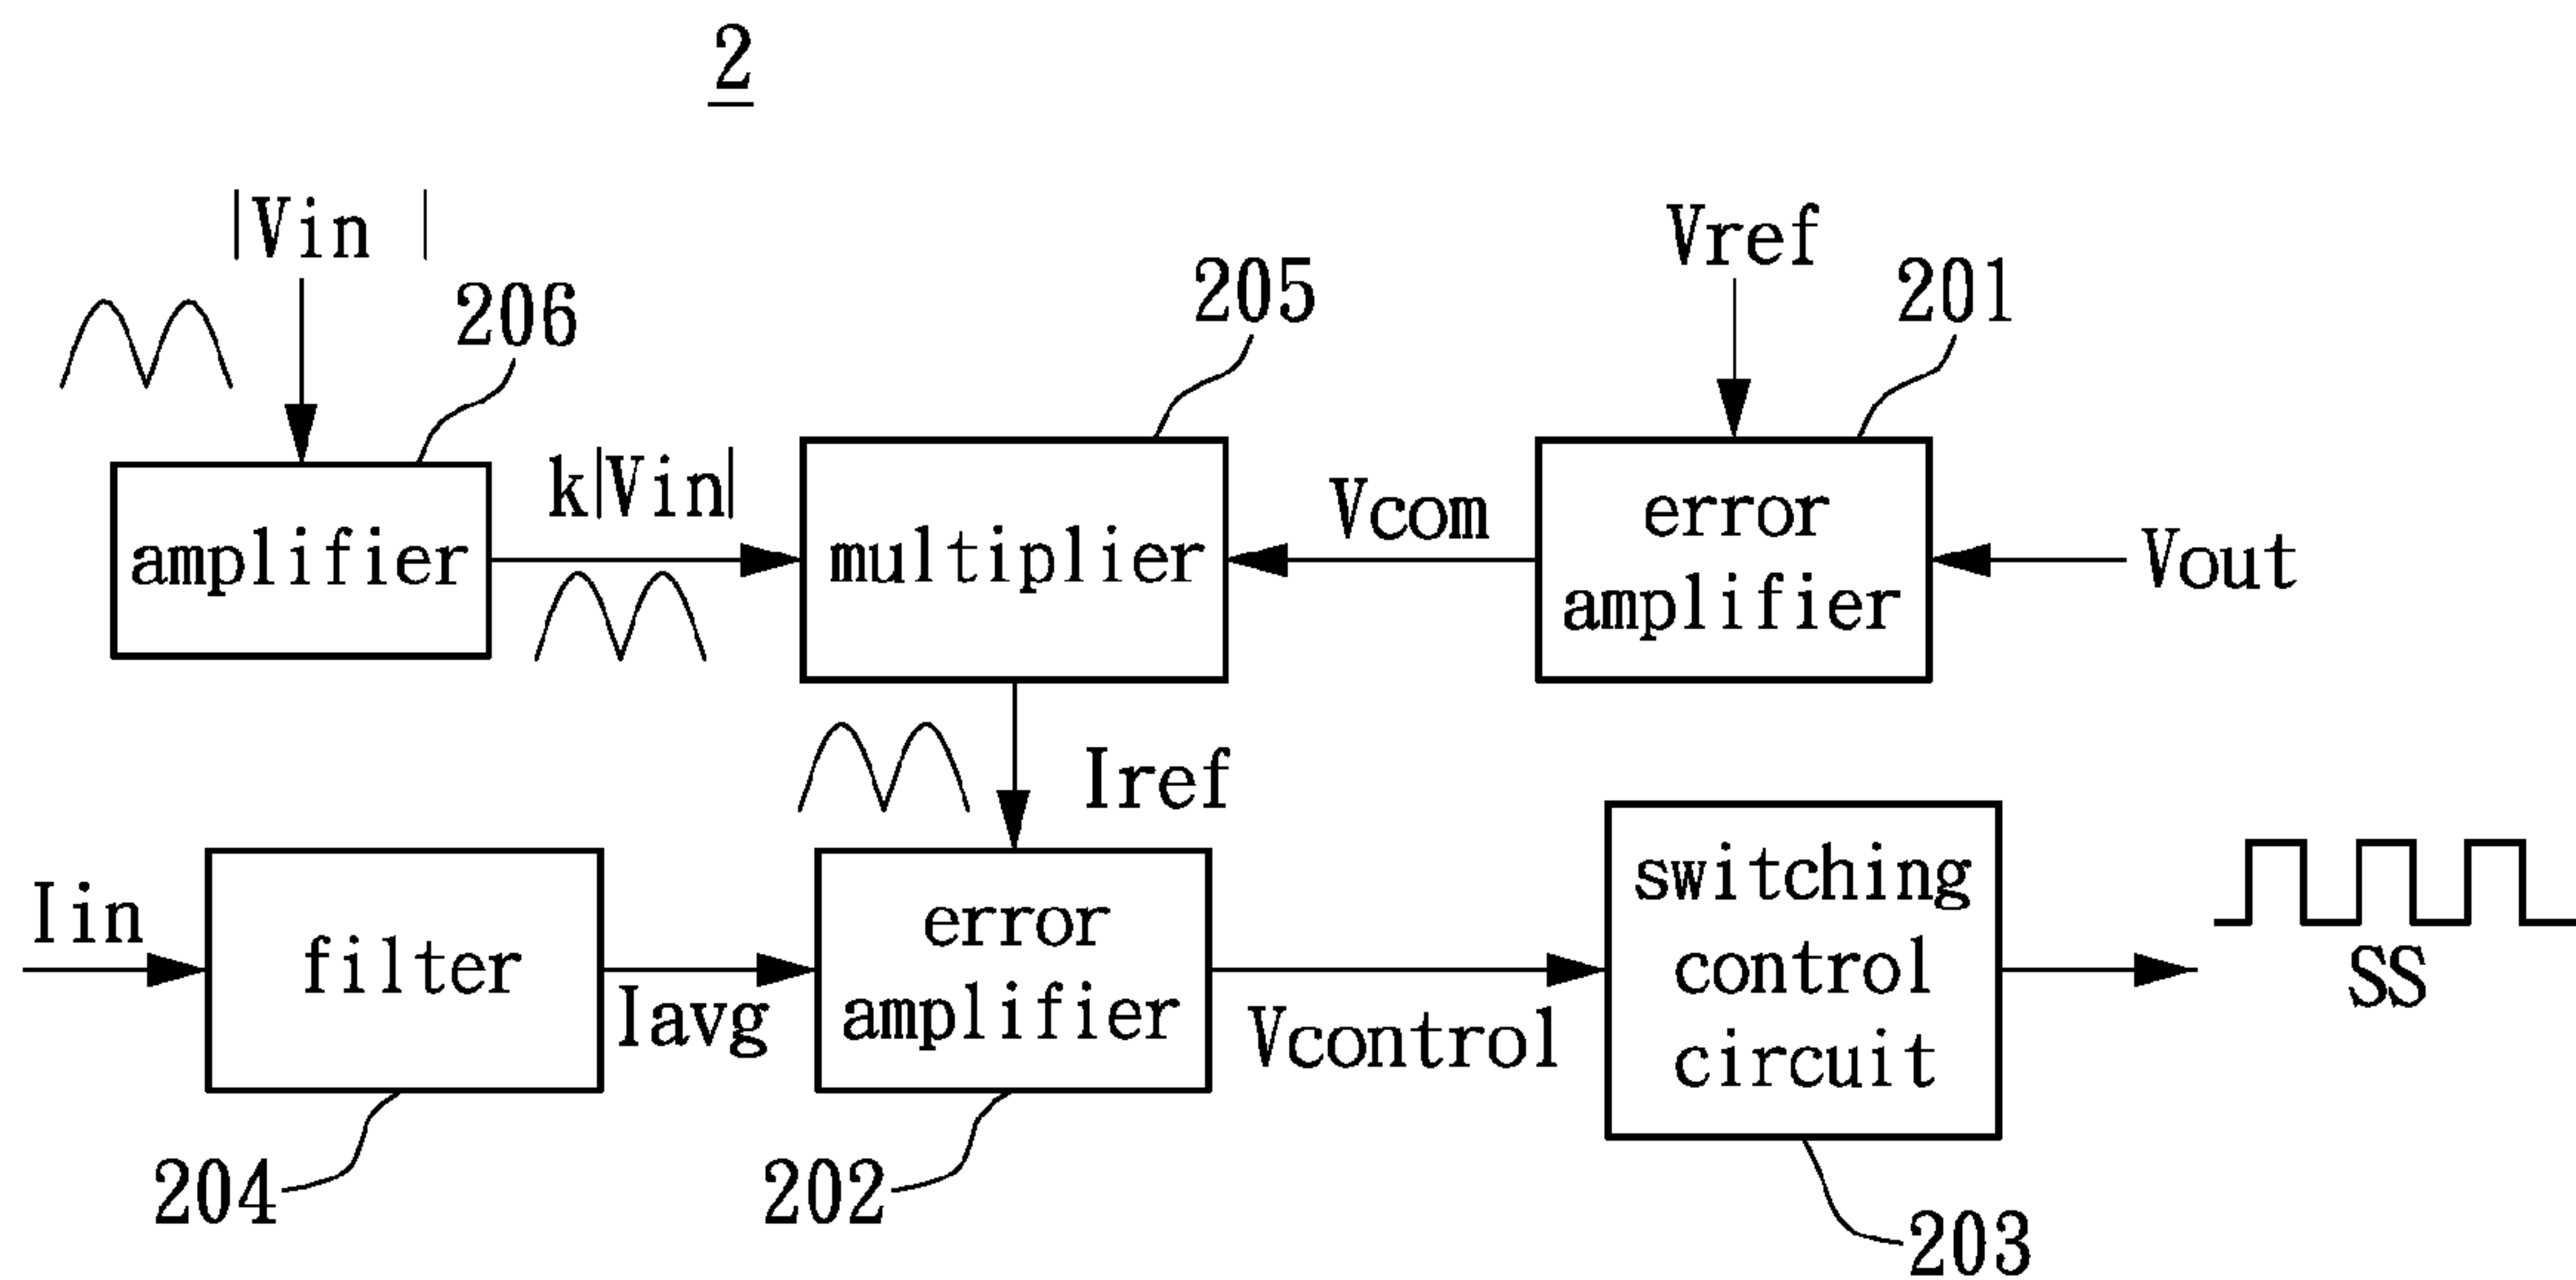 2
|Vin |
Vref
206
205
201
amplifier
k|Vin|
multiplier
Vcom
error
amplifier
Vout
Iref
Iin
filter
Iavg
error
amplifier
Vcontrol
switching
control
circuit
SS
204
202
203